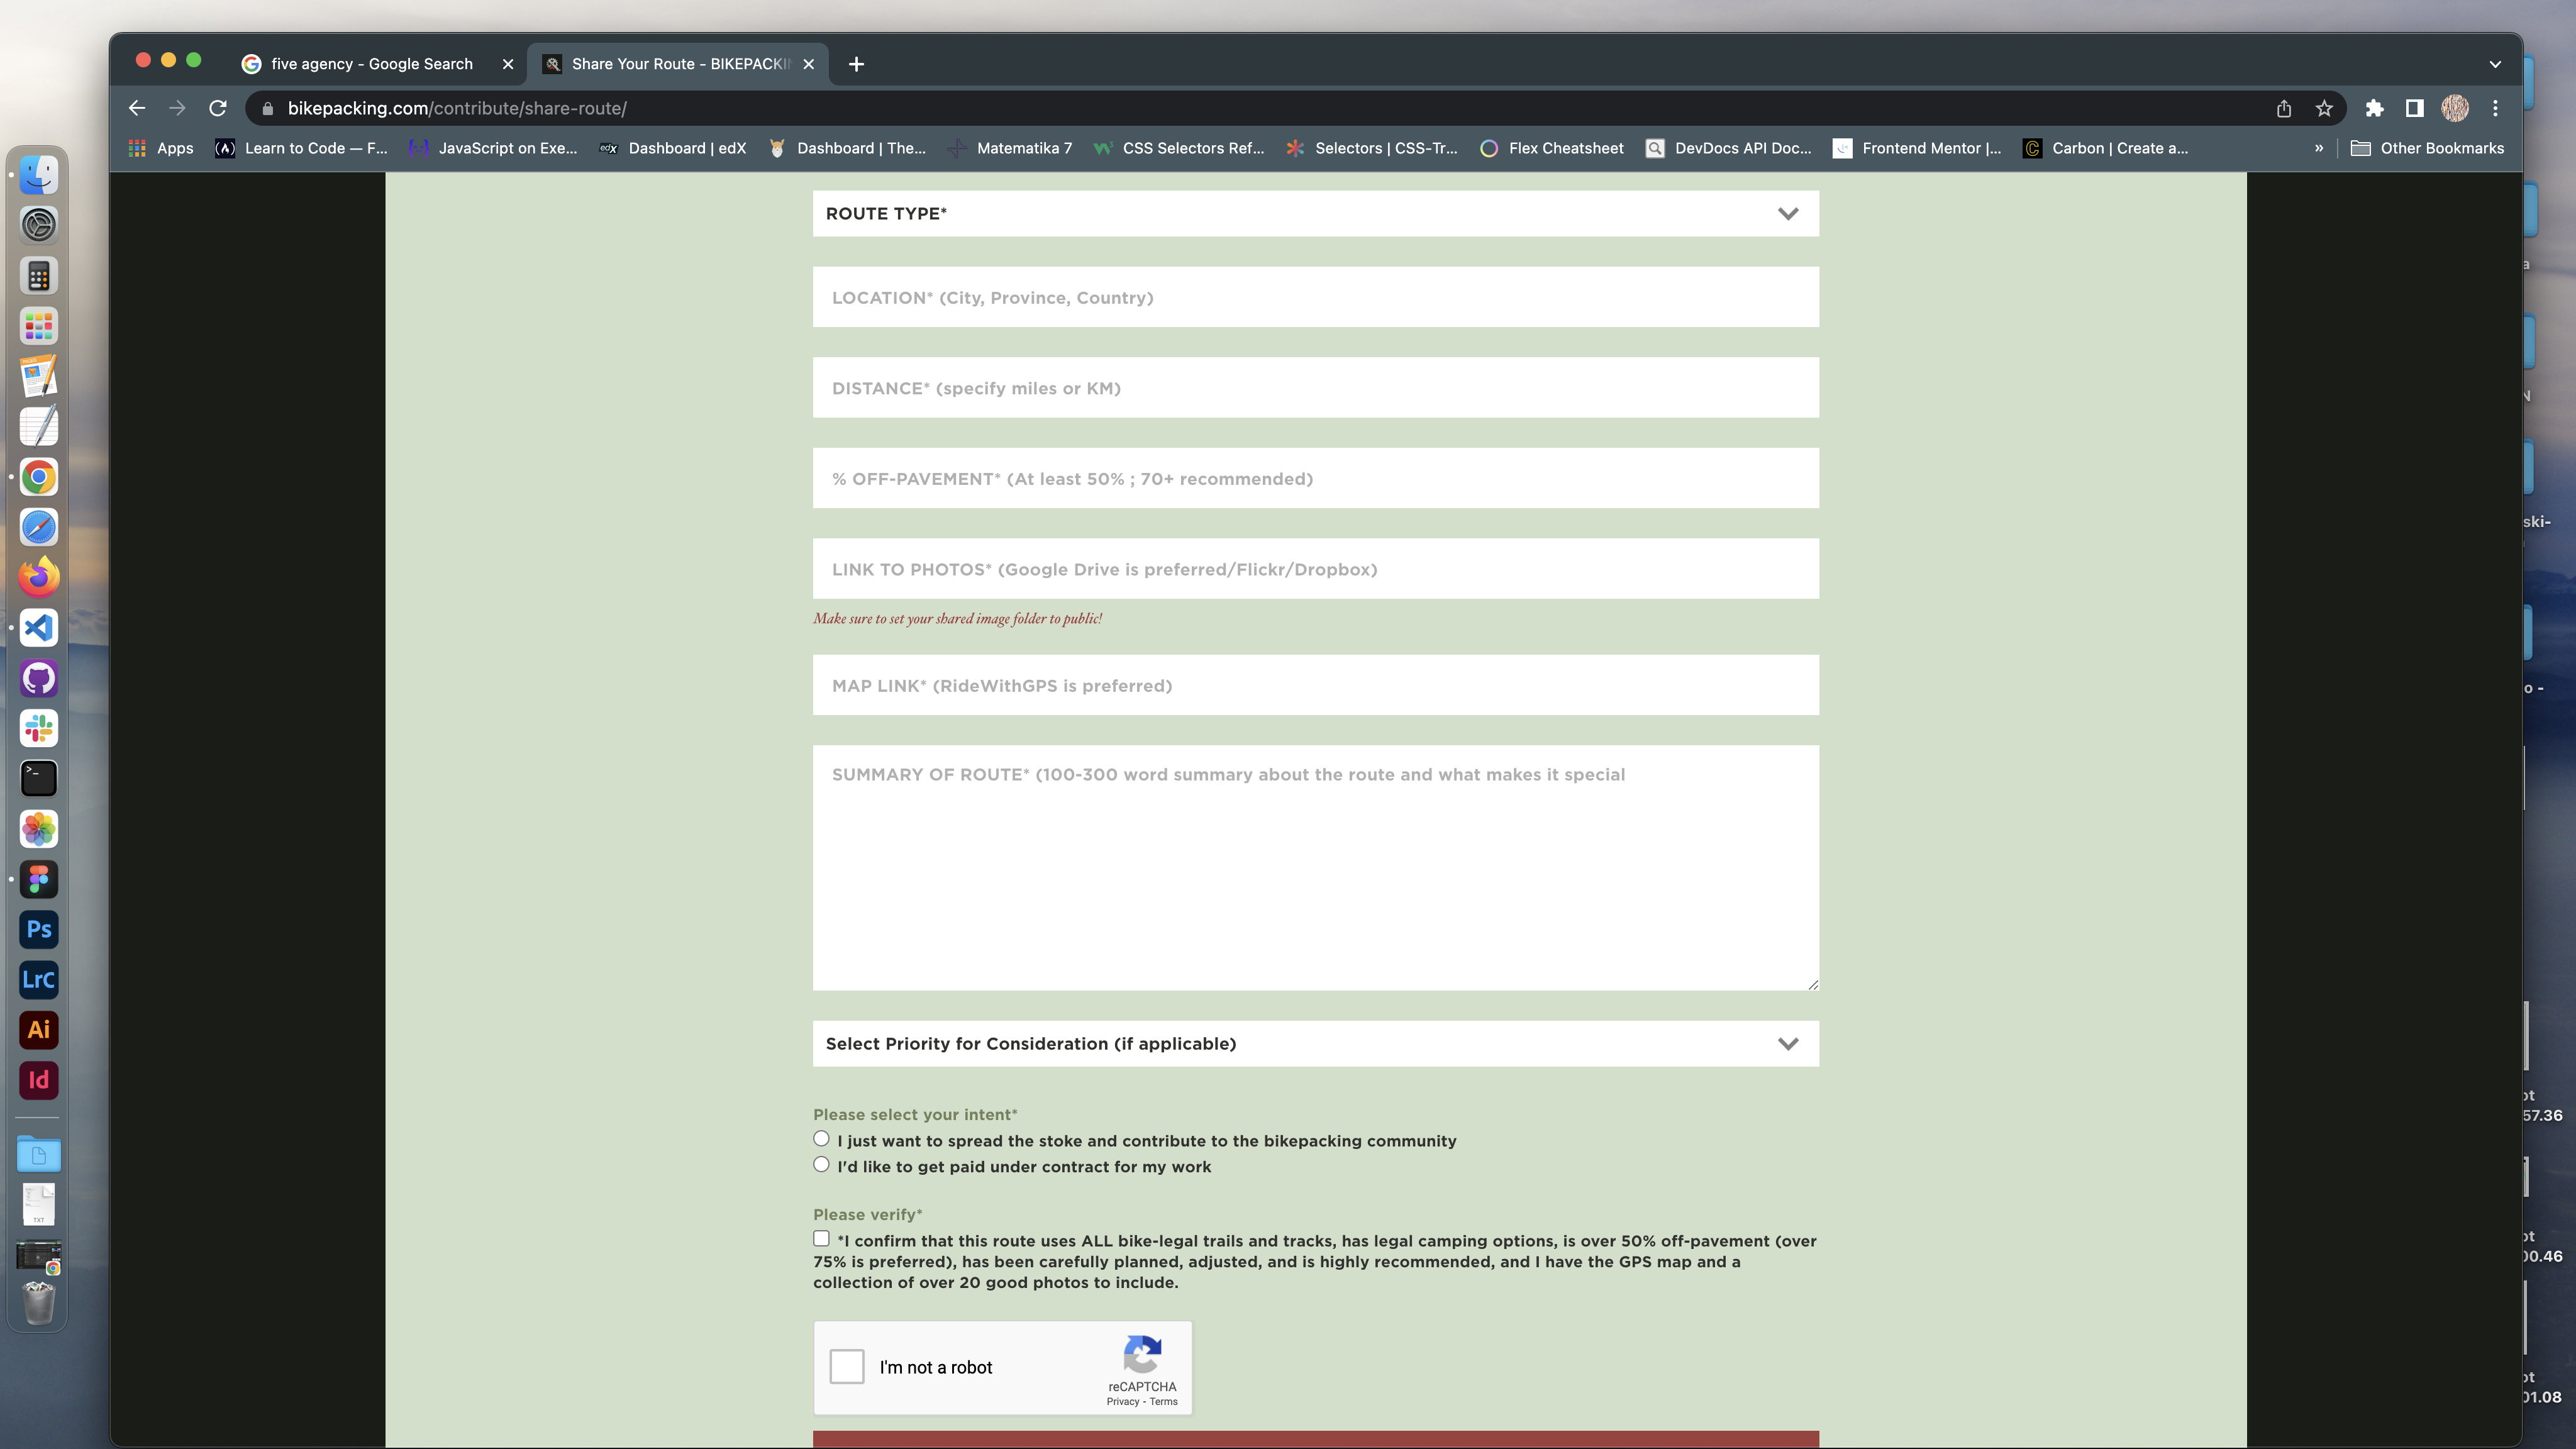 five agency - Google Search
Share Your Route - BIKEPACKI
bikepacking.com/contribute/share-route/
Apps
Learn to Code — F...
JavaScript on Exe...
edX
Dashboard | edX
Dashboard | The...
Matematika 7
CSS Selectors Ref...
Selectors | CSS-Tr...
Flex Cheatsheet
DevDocs API Doc...
Frontend Mentor |...
Carbon | Create a...
»
Other Bookmarks
ROUTE TYPE*
LOCATION* (City, Province, Country)
DISTANCE* (specify miles or KM)
% OFF-PAVEMENT* (At least 50% ; 70+ recommended)
LINK TO PHOTOS* (Google Drive is preferred/Flickr/Dropbox)
Make sure to set your shared image folder to public!
MAP LINK* (RideWithGPS is preferred)
SUMMARY OF ROUTE* (100-300 word summary about the route and what makes it special
Select Priority for Consideration (if applicable)
Please select your intent*
I just want to spread the stoke and contribute to the bikepacking community
I'd like to get paid under contract for my work
Please verify*
*I confirm that this route uses ALL bike-legal trails and tracks, has legal camping options, is over 50% off-pavement (over
75% is preferred), has been carefully planned, adjusted, and is highly recommended, and I have the GPS map and a
collection of over 20 good photos to include.
I'm not a robot
reCAPTCHA
Privacy - Terms
Ps
LrC
Ai
Id
TXT
a
N
ski-
o -
ot
57.36
ot
00.46
ot
01.08